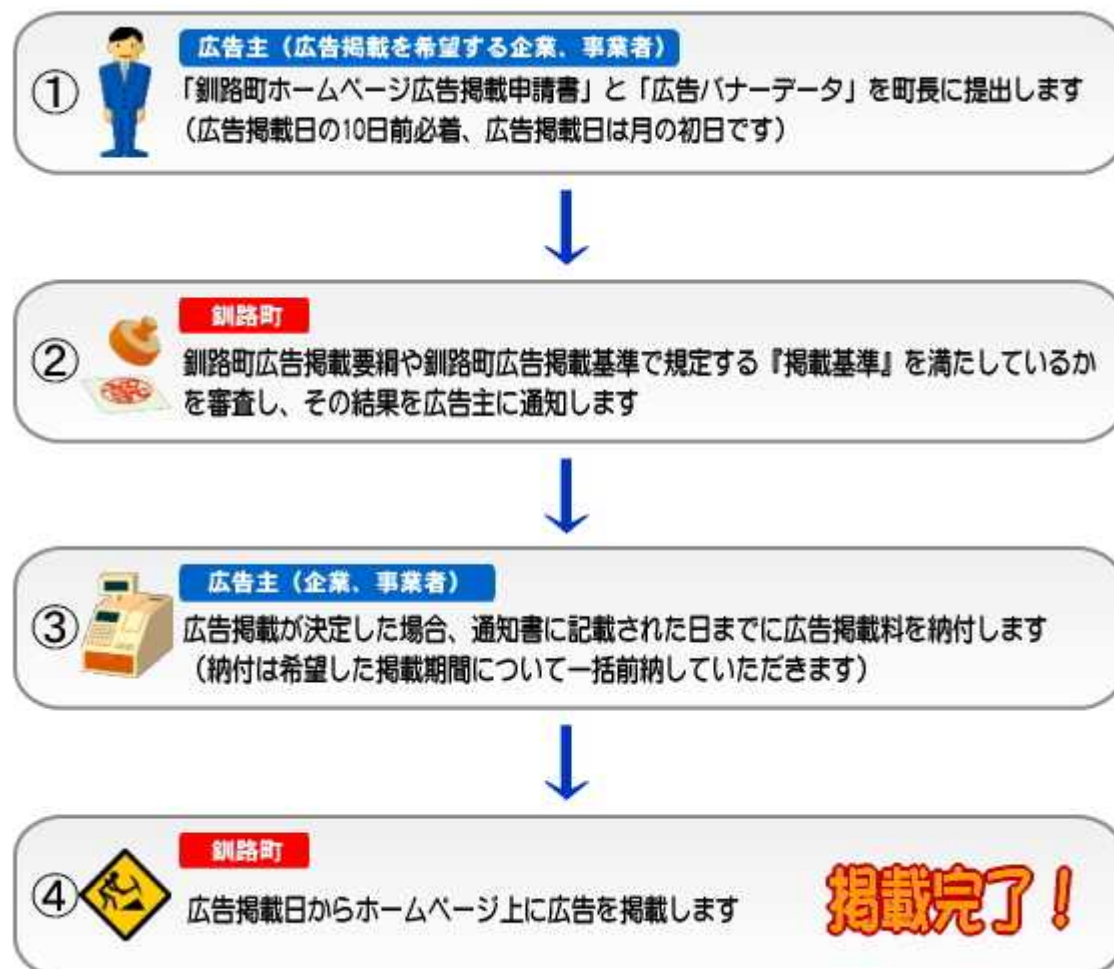 広告主（広告掲載を希望する企業、事業者）
①
「釧路町ホームページ広告掲載申請書」と「広告バナーデータ」を町長に提出します
（広告掲載日の10日前必着、広告掲載日は月の初日です）
釧路町
②
釧路町広告掲載要綱や釧路町広告掲載基準で規定する『掲載基準』を満たしているか
を審査し、その結果を広告主に通知します
広告主（企業、事業者）
③
広告掲載が決定した場合、通知書に記載された日までに広告掲載料を納付します
（納付は希望した掲載期間について一括前納していただきます）
釧路町
④
広告掲載日からホームページ上に広告を掲載します
掲載完了！